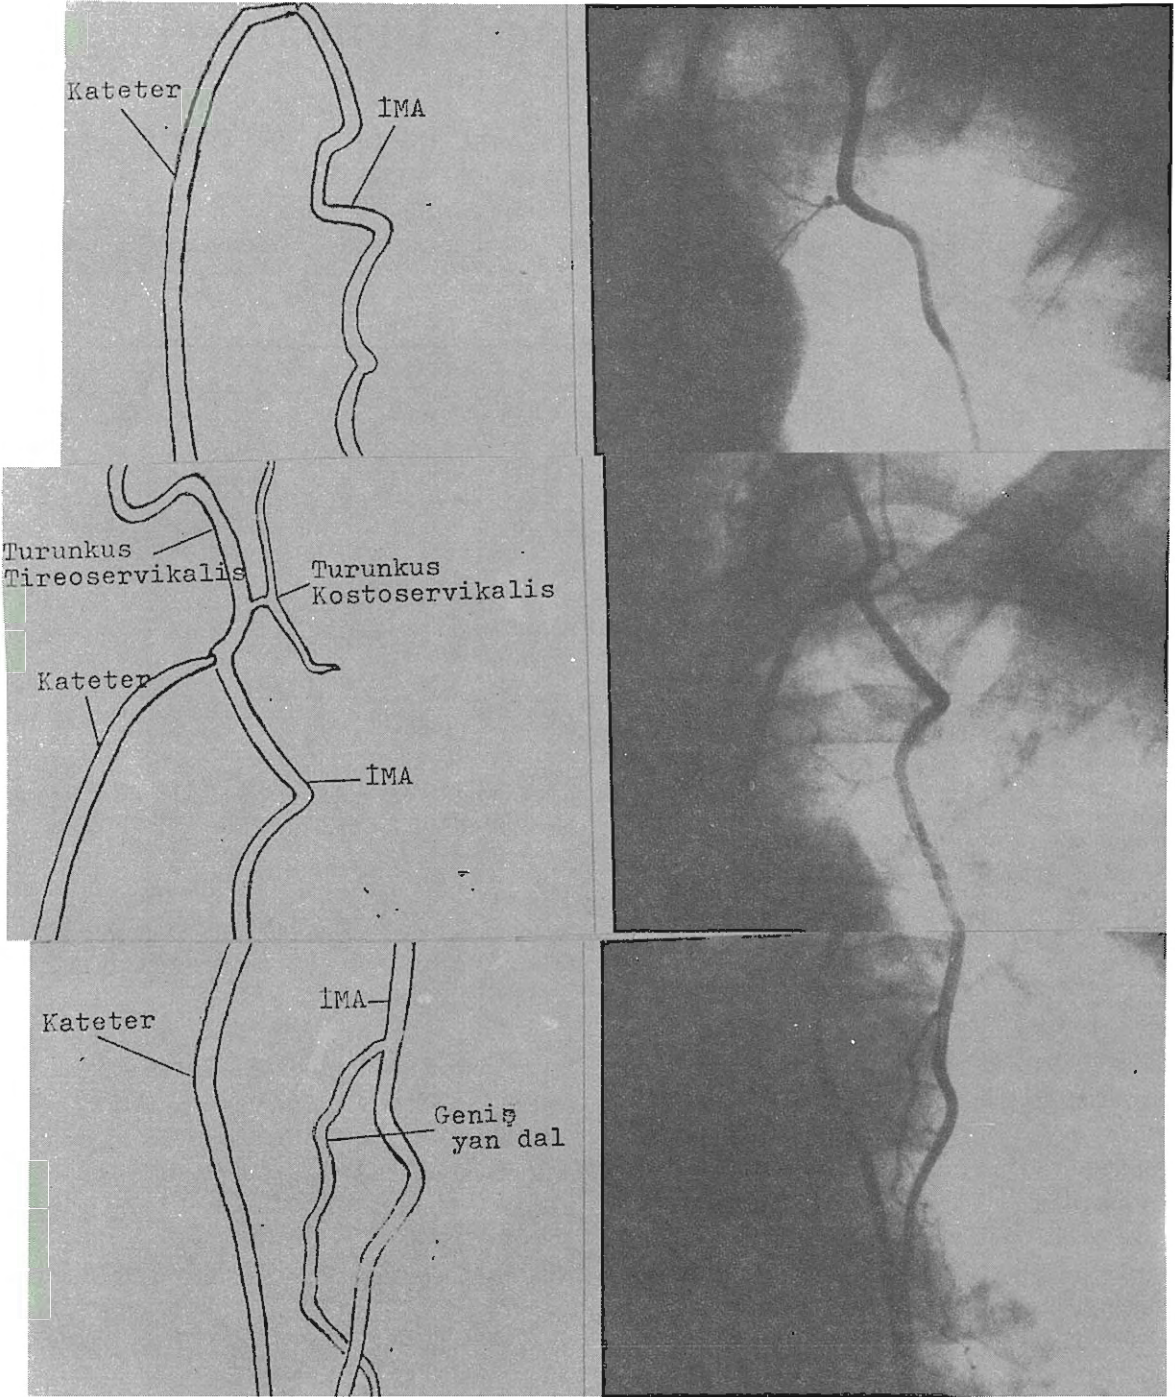 Kateter
İMA
Turunkus
Tireoservikalis
Turunkus
Kostoservikalis
Kateter
İMA
İMA
Kateter
Geniş
yan dal